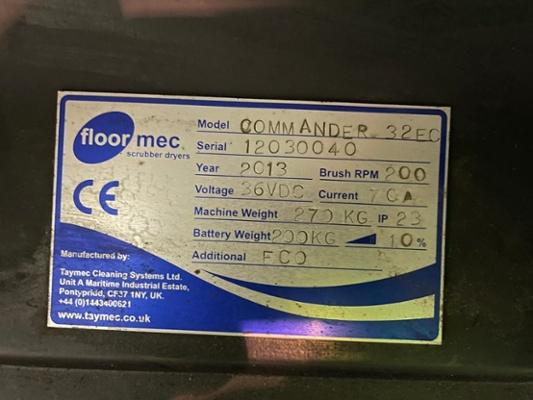 floor mec
scrubber dryers
CE
Model COMMANDER 32EC
Serial 12030040
Year 2013 Brush RPM 200
Voltage 36VDC Current 70A
Machine Weight 270 KG IP 23
Battery Weight 200KG 10 %
Additional ECO
Manufactured by:
Taymec Cleaning Systems Ltd.
Unit A Maritime Industrial Estate,
Pontypridd, CF37 1NY, UK.
+44 (0)1443400621
www.taymec.co.uk